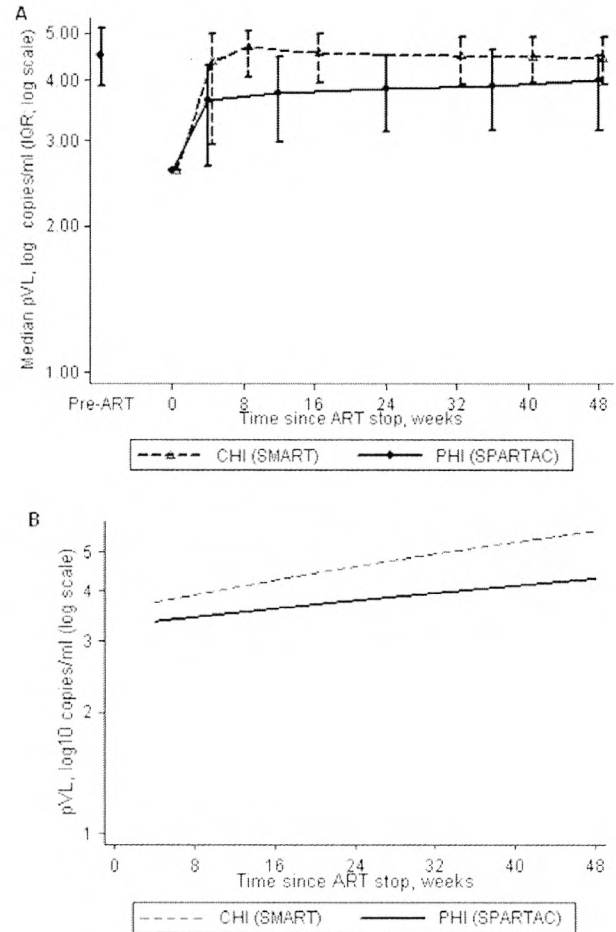 A
Median pVL, log copies/ml (IQR, log scale)
5.00
4.00
3.00
2.00
1.00
Pre-ART 0 8 16 24 32 40 48
Time since ART stop, weeks
CHI (SMART) PHI (SPARTAC)
B
pVL, log10 copies/ml (log scale)
5
4
3
2
1
0 8 16 24 32 40 48
Time since ART stop, weeks
CHI (SMART) PHI (SPARTAC)